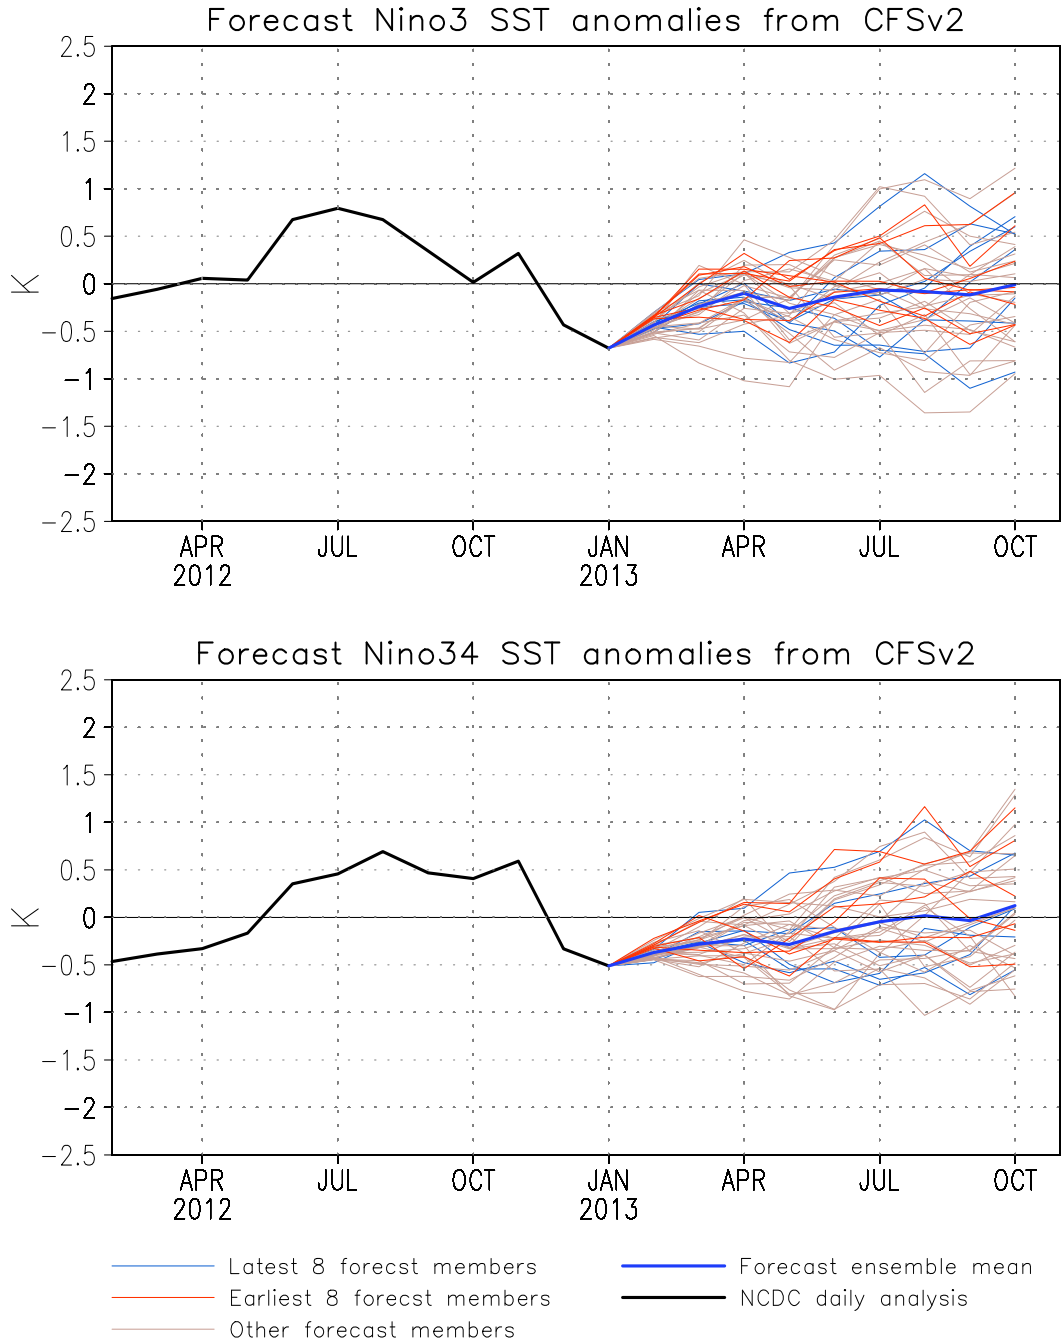 Forecast Nino3 SST anomalies from CFSv2
2.5
2
1.5
1
0.5
0
-0.5
-1
-1.5
-2
-2.5
K
APR JUL OCT JAN APR JUL OCT
2012 2013
Forecast Nino34 SST anomalies from CFSv2
2.5
2
1.5
1
0.5
0
-0.5
-1
-1.5
-2
-2.5
K
APR JUL OCT JAN APR JUL OCT
2012 2013
Latest 8 forecst members
Earliest 8 forecst members
Other forecast members
Forecast ensemble mean
NCDC daily analysis